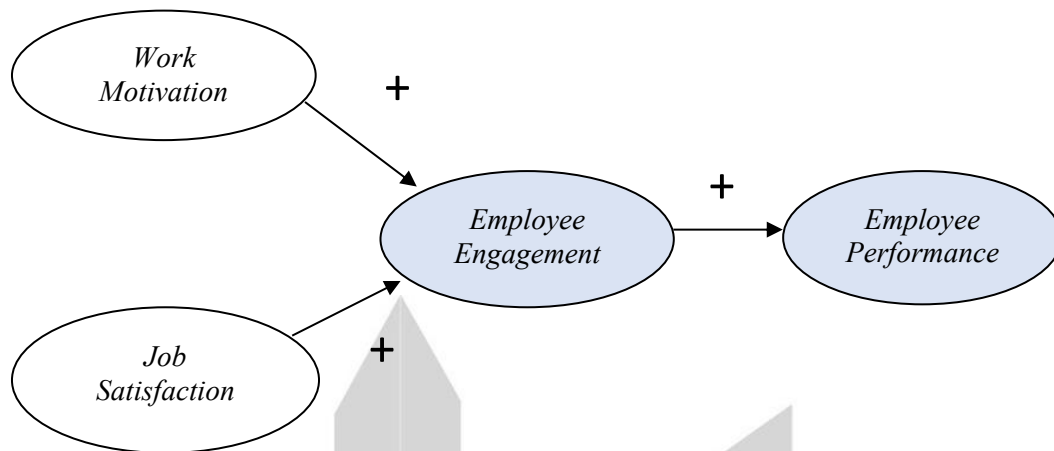 Work
Motivation
+
Employee
Engagement
+
Employee
Performance
+
Job
Satisfaction